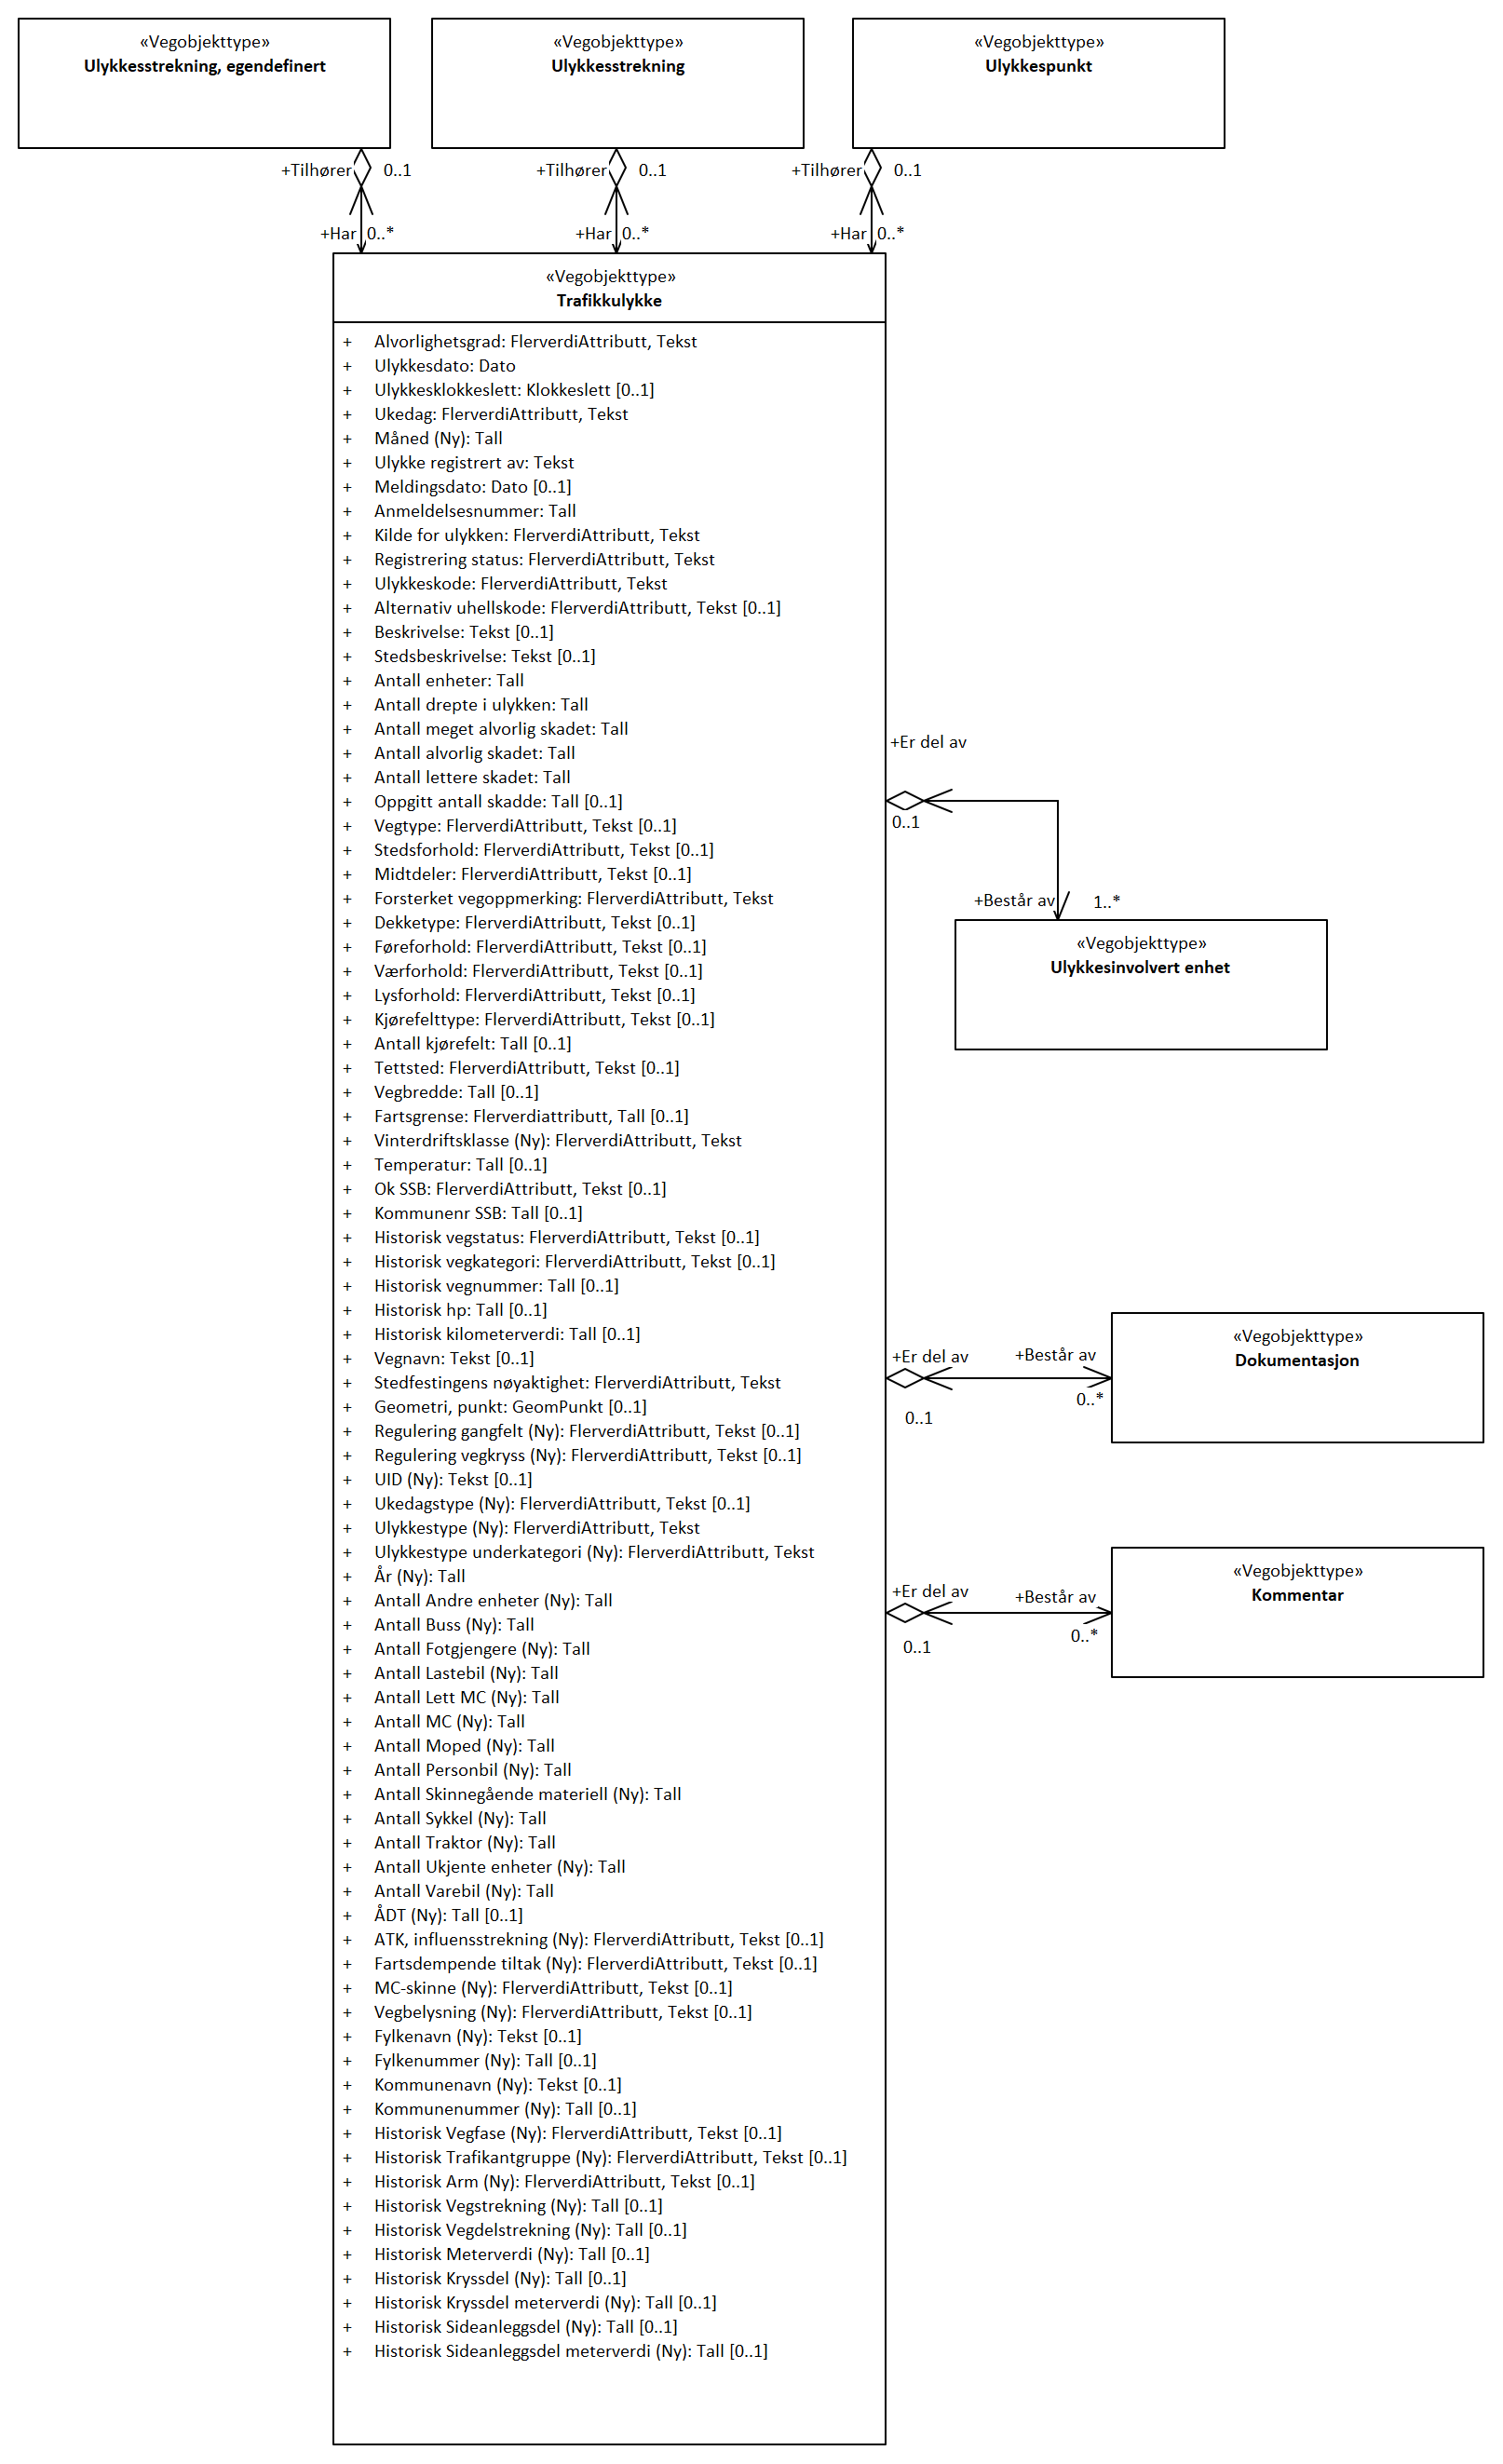 «Vegobjekttype»
Ulykkesstrekning, egendefinert
«Vegobjekttype»
Ulykkesstrekning
«Vegobjekttype»
Ulykkespunkt
+Tilhører
0..1
+Har
0..*
+Tilhører
0..1
+Har
0..*
+Tilhører
0..1
+Har
0..*
«Vegobjekttype»
Trafikkulykke
+ Alvorlighetsgrad: FlerverdiAttributt, Tekst
+ Ulykkesdato: Dato
+ Ulykkesklokkeslett: Klokkeslett [0..1]
+ Ukedag: FlerverdiAttributt, Tekst
+ Måned (Ny): Tall
+ Ulykke registrert av: Tekst
+ Meldingsdato: Dato [0..1]
+ Anmeldelsesnummer: Tall
+ Kilde for ulykken: FlerverdiAttributt, Tekst
+ Registrering status: FlerverdiAttributt, Tekst
+ Ulykkeskode: FlerverdiAttributt, Tekst
+ Alternativ uhellskode: FlerverdiAttributt, Tekst [0..1]
+ Beskrivelse: Tekst [0..1]
+ Stedsbeskrivelse: Tekst [0..1]
+ Antall enheter: Tall
+ Antall drepte i ulykken: Tall
+ Antall meget alvorlig skadet: Tall
+ Antall alvorlig skadet: Tall
+ Antall lettere skadet: Tall
+ Oppgitt antall skadde: Tall [0..1]
+ Vegtype: FlerverdiAttributt, Tekst [0..1]
+ Stedsforhold: FlerverdiAttributt, Tekst [0..1]
+ Midtdeler: FlerverdiAttributt, Tekst [0..1]
+ Forsterket vegoppmerking: FlerverdiAttributt, Tekst
+ Dekketype: FlerverdiAttributt, Tekst [0..1]
+ Føreforhold: FlerverdiAttributt, Tekst [0..1]
+ Værforhold: FlerverdiAttributt, Tekst [0..1]
+ Lysforhold: FlerverdiAttributt, Tekst [0..1]
+ Kjørefelttype: FlerverdiAttributt, Tekst [0..1]
+ Antall kjørefelt: Tall [0..1]
+ Tettsted: FlerverdiAttributt, Tekst [0..1]
+ Vegbredde: Tall [0..1]
+ Fartsgrense: Flerverdiattributt, Tall [0..1]
+ Vinterdriftsklasse (Ny): FlerverdiAttributt, Tekst
+ Temperatur: Tall [0..1]
+ Ok SSB: FlerverdiAttributt, Tekst [0..1]
+ Kommunenr SSB: Tall [0..1]
+ Historisk vegstatus: FlerverdiAttributt, Tekst [0..1]
+ Historisk vegkategori: FlerverdiAttributt, Tekst [0..1]
+ Historisk vegnummer: Tall [0..1]
+ Historisk hp: Tall [0..1]
+ Historisk kilometerverdi: Tall [0..1]
+ Vegnavn: Tekst [0..1]
+ Stedfestingens nøyaktighet: FlerverdiAttributt, Tekst
+ Geometri, punkt: GeomPunkt [0..1]
+ Regulering gangfelt (Ny): FlerverdiAttributt, Tekst [0..1]
+ Regulering vegkryss (Ny): FlerverdiAttributt, Tekst [0..1]
+ UID (Ny): Tekst [0..1]
+ Ukedagstype (Ny): FlerverdiAttributt, Tekst [0..1]
+ Ulykkestype (Ny): FlerverdiAttributt, Tekst
+ Ulykkestype underkategori (Ny): FlerverdiAttributt, Tekst
+ År (Ny): Tall
+ Antall Andre enheter (Ny): Tall
+ Antall Buss (Ny): Tall
+ Antall Fotgjengere (Ny): Tall
+ Antall Lastebil (Ny): Tall
+ Antall Lett MC (Ny): Tall
+ Antall MC (Ny): Tall
+ Antall Moped (Ny): Tall
+ Antall Personbil (Ny): Tall
+ Antall Skinnegående materiell (Ny): Tall
+ Antall Sykkel (Ny): Tall
+ Antall Traktor (Ny): Tall
+ Antall Ukjente enheter (Ny): Tall
+ Antall Varebil (Ny): Tall
+ ÅDT (Ny): Tall [0..1]
+ ATK, influensstrekning (Ny): FlerverdiAttributt, Tekst [0..1]
+ Fartsdempende tiltak (Ny): FlerverdiAttributt, Tekst [0..1]
+ MC-skinne (Ny): FlerverdiAttributt, Tekst [0..1]
+ Vegbelysning (Ny): FlerverdiAttributt, Tekst [0..1]
+ Fylkenavn (Ny): Tekst [0..1]
+ Fylkenummer (Ny): Tall [0..1]
+ Kommunenavn (Ny): Tekst [0..1]
+ Kommunenummer (Ny): Tall [0..1]
+ Historisk Vegfase (Ny): FlerverdiAttributt, Tekst [0..1]
+ Historisk Trafikantgruppe (Ny): FlerverdiAttributt, Tekst [0..1]
+ Historisk Arm (Ny): FlerverdiAttributt, Tekst [0..1]
+ Historisk Vegstrekning (Ny): Tall [0..1]
+ Historisk Vegdelstrekning (Ny): Tall [0..1]
+ Historisk Meterverdi (Ny): Tall [0..1]
+ Historisk Kryssdel (Ny): Tall [0..1]
+ Historisk Kryssdel meterverdi (Ny): Tall [0..1]
+ Historisk Sideanleggsdel (Ny): Tall [0..1]
+ Historisk Sideanleggsdel meterverdi (Ny): Tall [0..1]
+Er del av
0..1
+Består av
1..*
«Vegobjekttype»
Ulykkesinvolvert enhet
+Er del av
0..1
+Består av
0..*
«Vegobjekttype»
Dokumentasjon
+Er del av
0..1
+Består av
0..*
«Vegobjekttype»
Kommentar